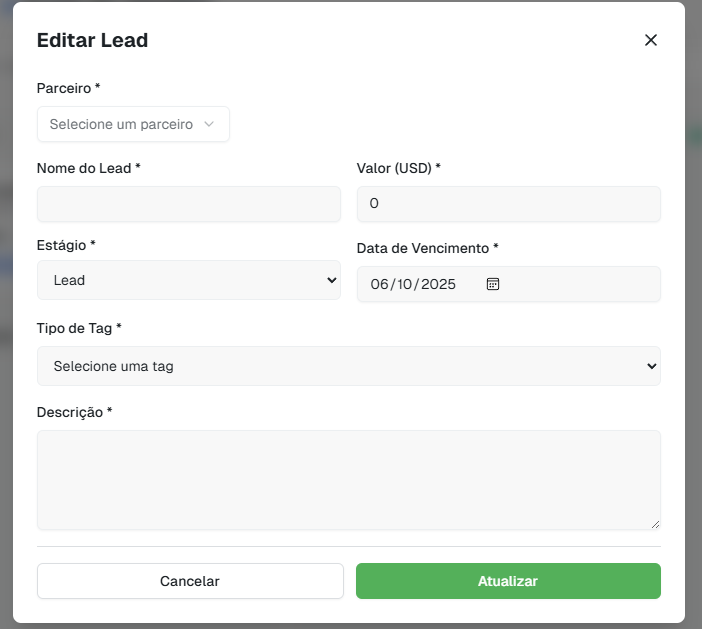 Editar Lead
Parceiro *
Selecione um parceiro
Nome do Lead *
Valor (USD) *
0
Estágio *
Data de Vencimento *
Lead
06/10/2025
Tipo de Tag *
Selecione uma tag
Descrição *
Cancelar
Atualizar